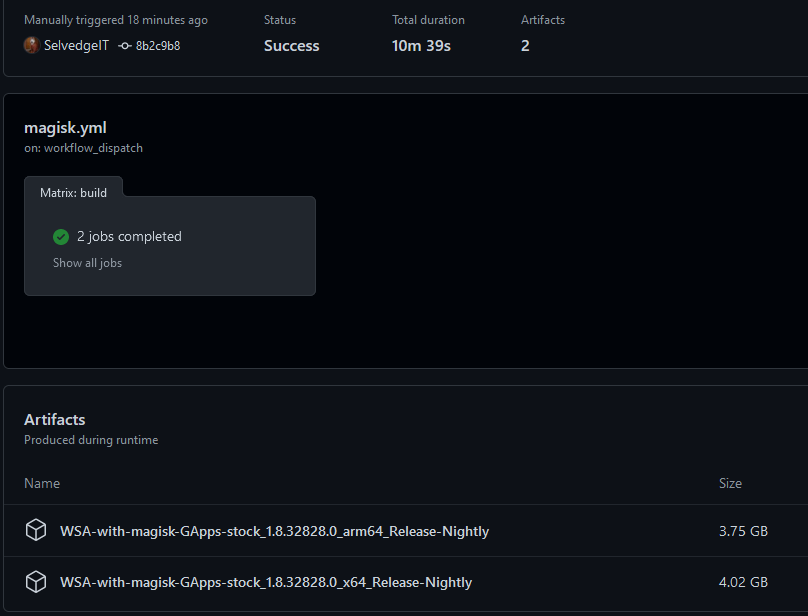 Manually triggered 18 minutes ago
SelvedgeIT 8b2c9b8
Status
Success
Total duration
10m 39s
Artifacts
2
magisk.yml
on: workflow_dispatch
Matrix: build
2 jobs completed
Show all jobs
Artifacts
Produced during runtime
Name Size
WSA-with-magisk-GApps-stock_1.8.32828.0_arm64_Release-Nightly 3.75 GB
WSA-with-magisk-GApps-stock_1.8.32828.0_x64_Release-Nightly 4.02 GB